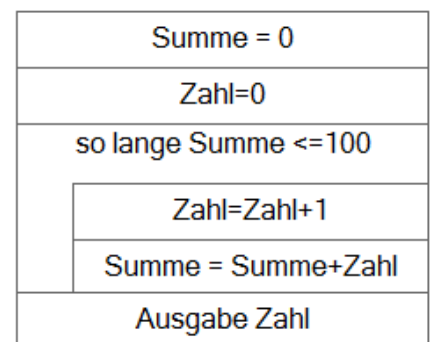 Summe = 0
Zahl=0
so lange Summe <=100
Zahl=Zahl+1
Summe = Summe+Zahl
Ausgabe Zahl